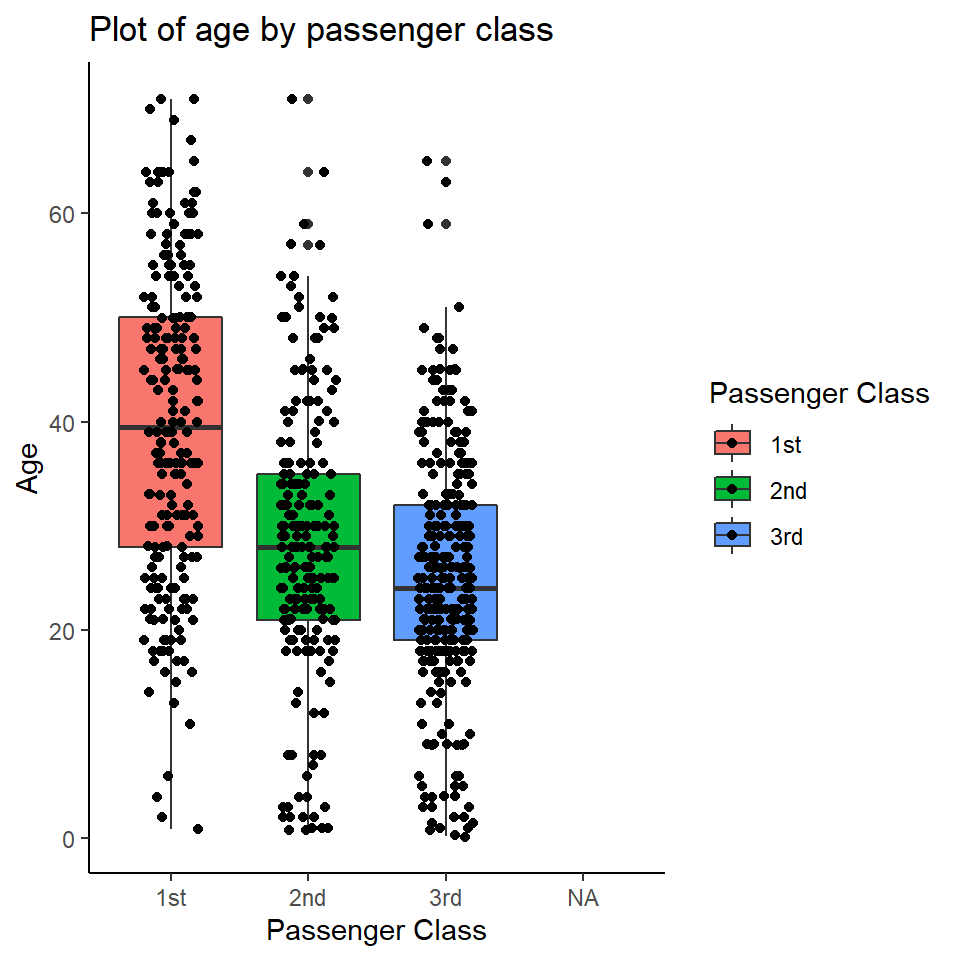 Plot of age by passenger class
Age
60
40
20
0
1st
2nd
3rd
NA
Passenger Class
Passenger Class
1st
2nd
3rd